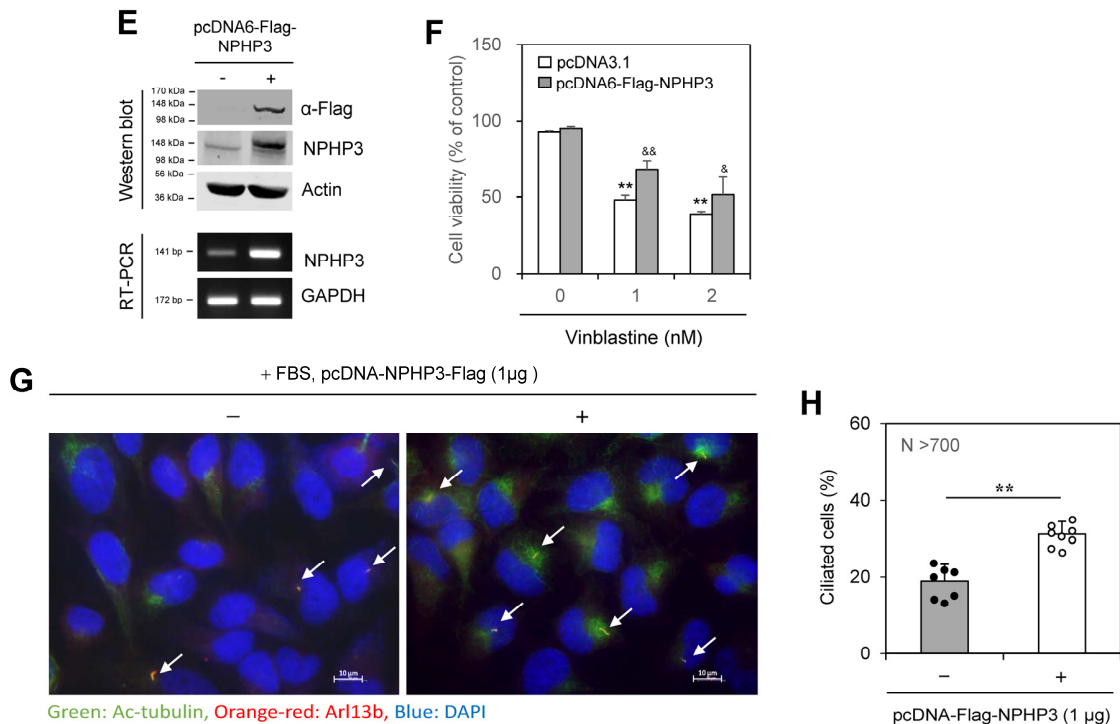 E
pcDNA6-Flag-
NPHP3
- +
Western blot
170 kDa
148 kDa
98 kDa
α-Flag
148 kDa
98 kDa
NPHP3
56 kDa
36 kDa
Actin
RT-PCR
141 bp
NPHP3
172 bp
GAPDH
F
150
100
50
0
Cell viability (% of control)
pcDNA3.1
pcDNA6-Flag-NPHP3
**
&&
**
&
0 1 2
Vinblastine (nM)
G
+ FBS, pcDNA-NPHP3-Flag (1µg )
– +
10 µm
10 µm
Green: Ac-tubulin, Orange-red: Arl13b, Blue: DAPI
H
60
40
20
0
Ciliated cells (%)
N >700
**
– +
pcDNA-Flag-NPHP3 (1 µg)